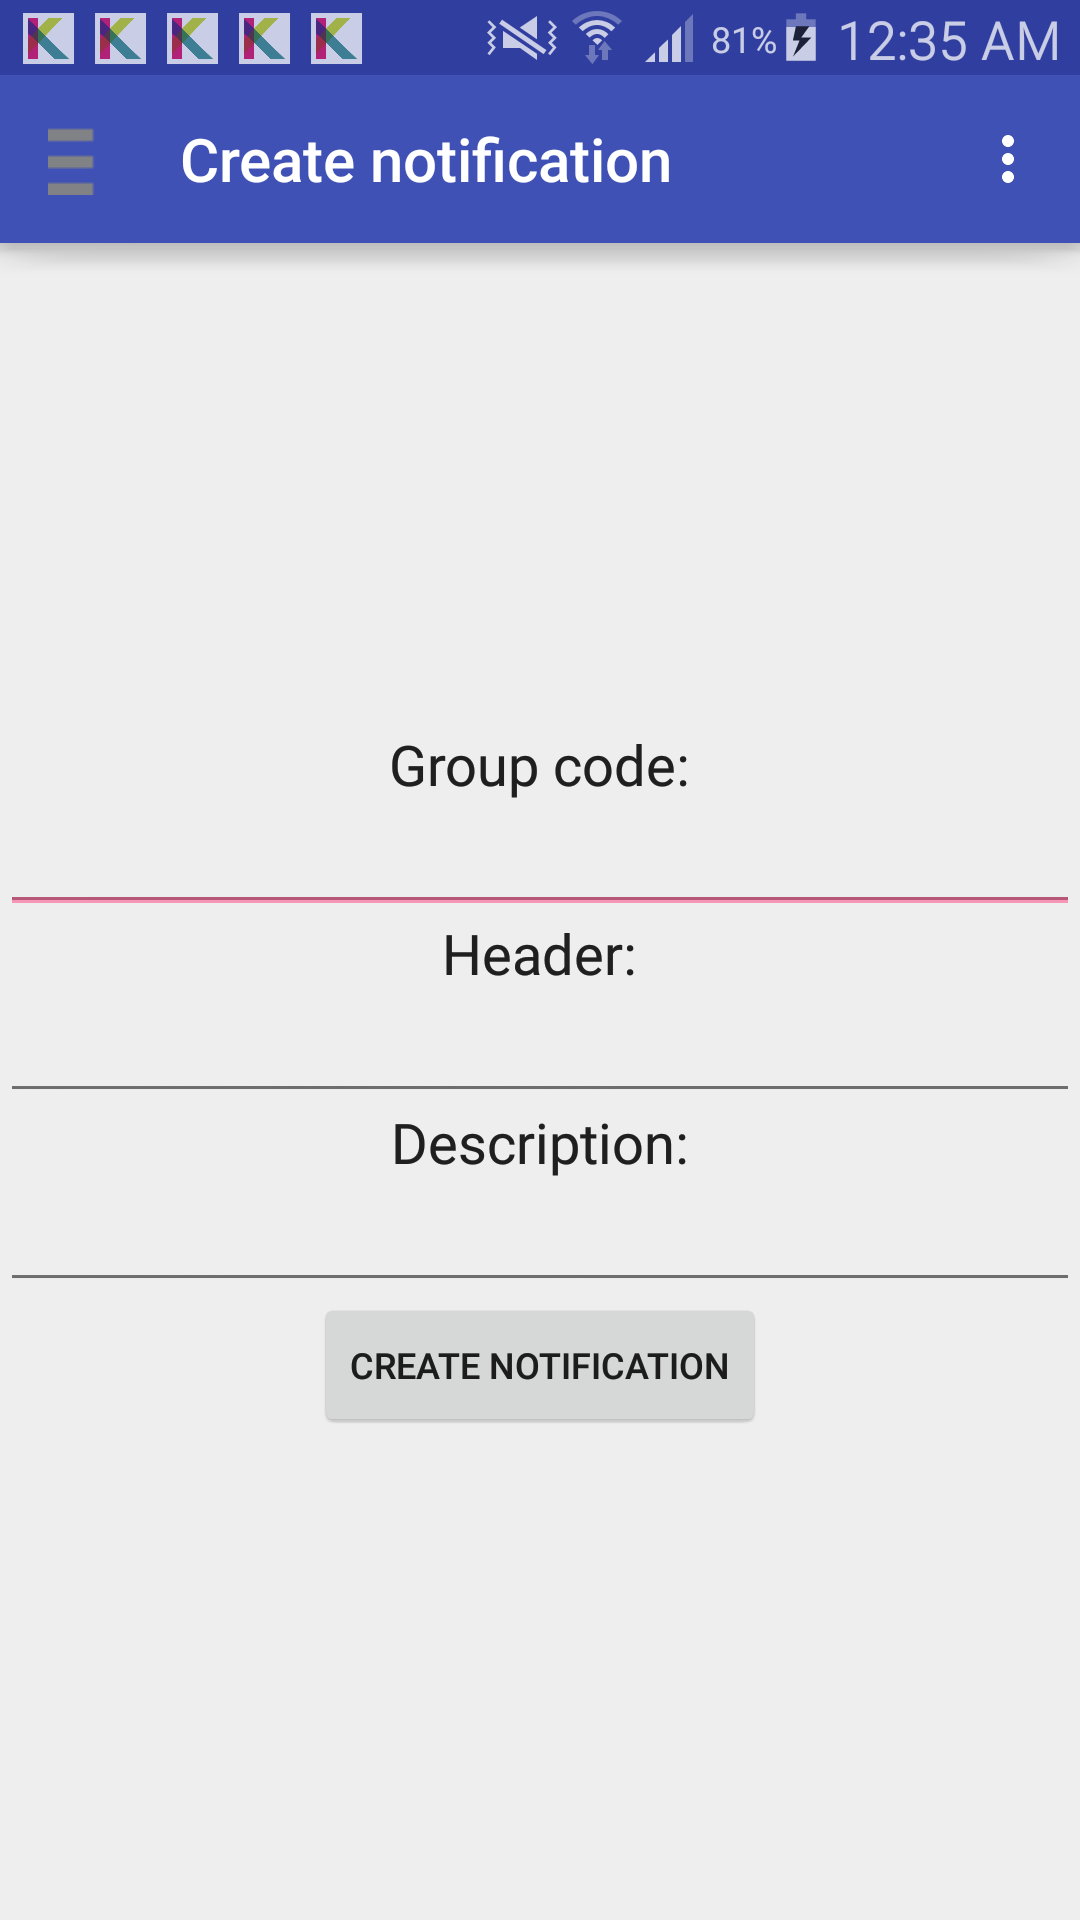 81% 12:35 AM
Create notification
Group code:
Header:
Description:
CREATE NOTIFICATION